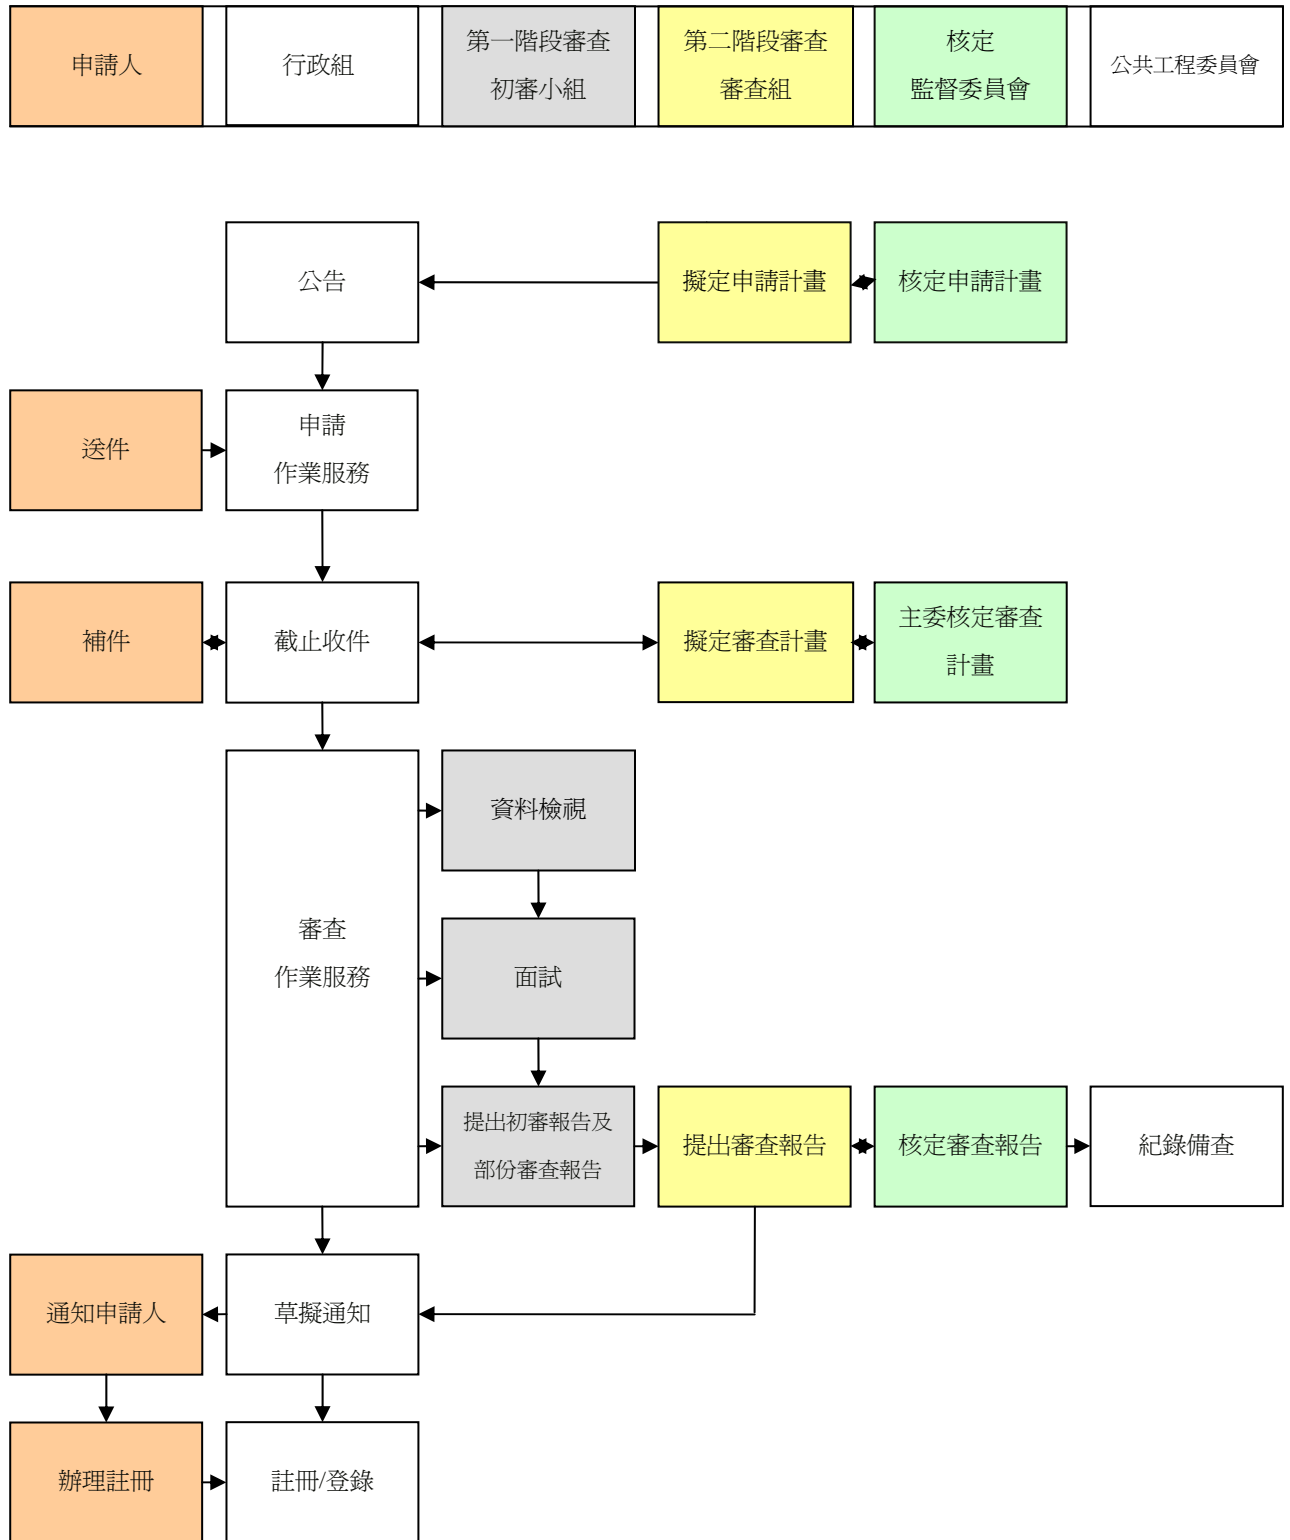 申請人
行政組
第一階段審查
初審小組
第二階段審查
審查組
核定
監督委員會
公共工程委員會
公告
擬定申請計畫
核定申請計畫
送件
申請
作業服務
補件
截止收件
擬定審查計畫
主委核定審查
計畫
審查
作業服務
資料檢視
面試
提出初審報告及
部份審查報告
提出審查報告
核定審查報告
紀錄備查
通知申請人
草擬通知
辦理註冊
註冊/登錄